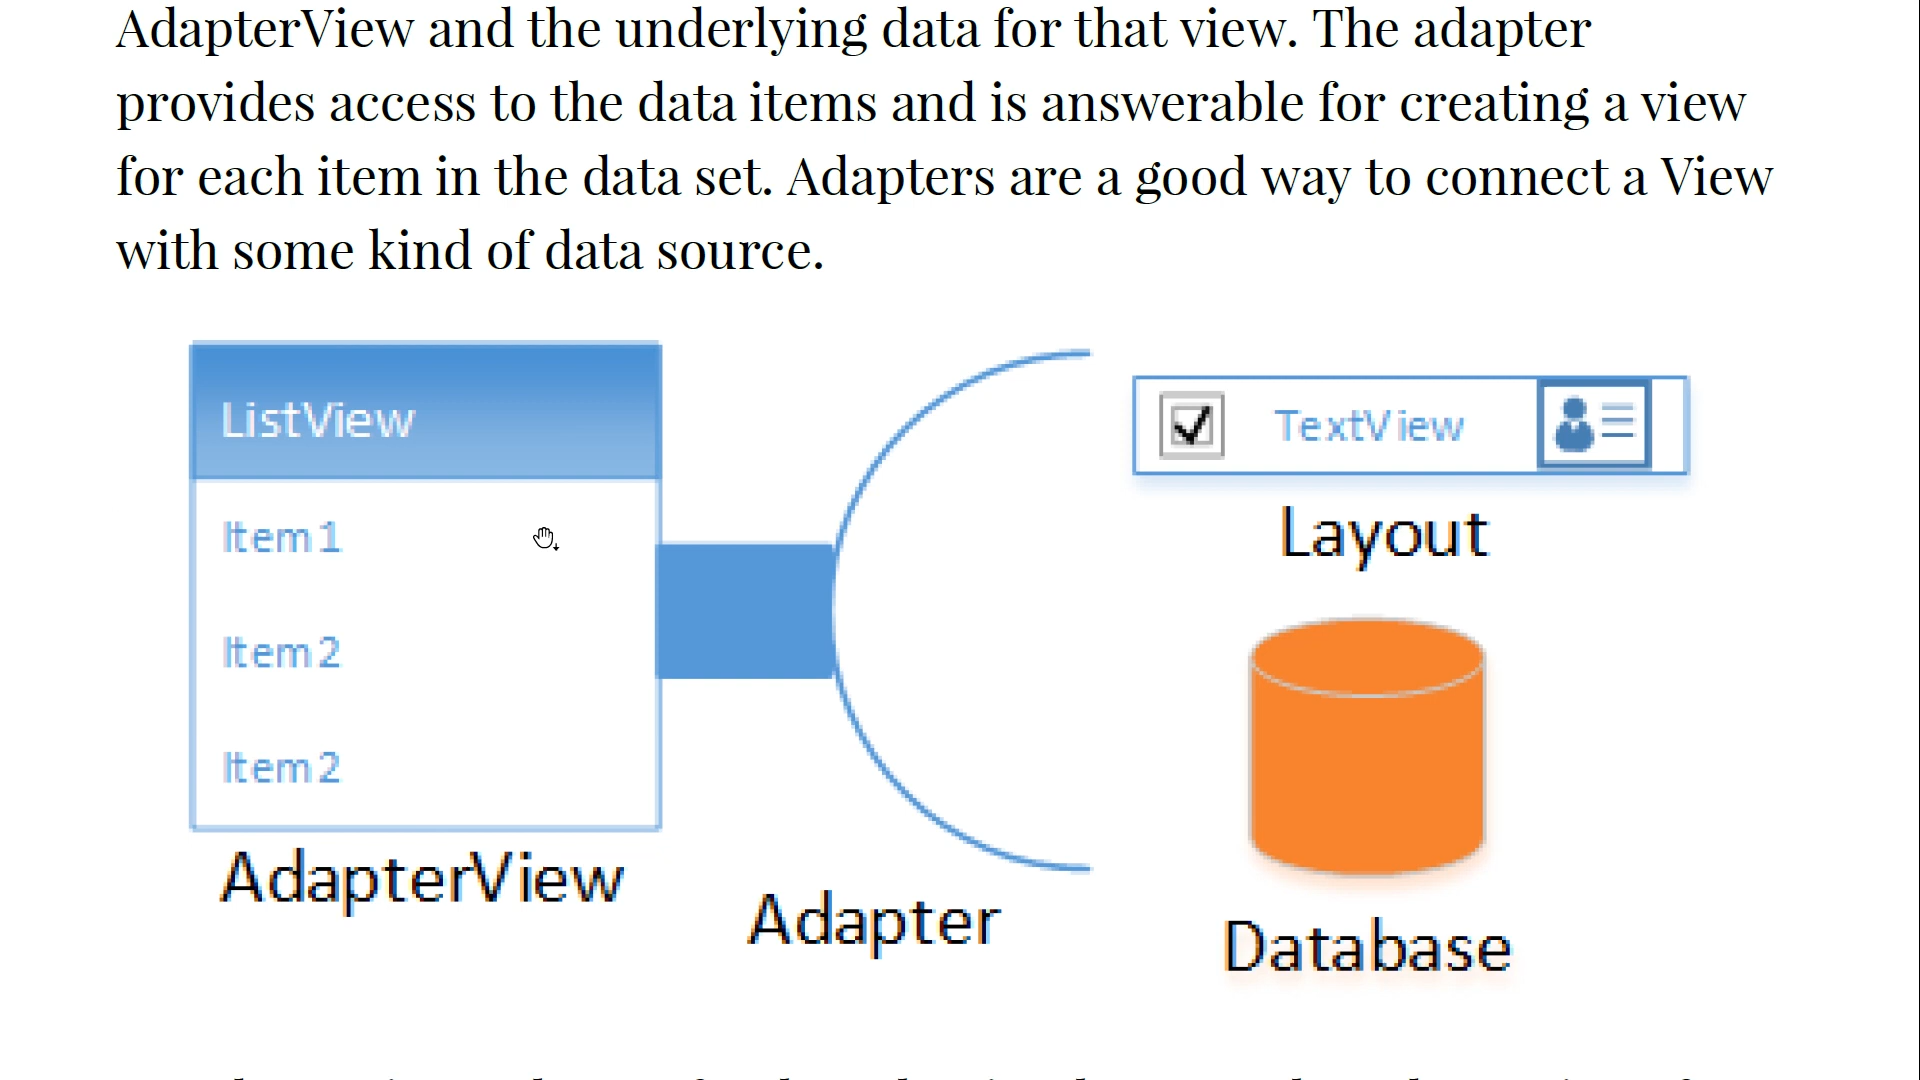 AdapterView and the underlying data for that view. The adapter
provides access to the data items and is answerable for creating a view
for each item in the data set. Adapters are a good way to connect a View
with some kind of data source.
ListView
Item1
Item2
Item2
AdapterView
Adapter
TextView
Layout
Database